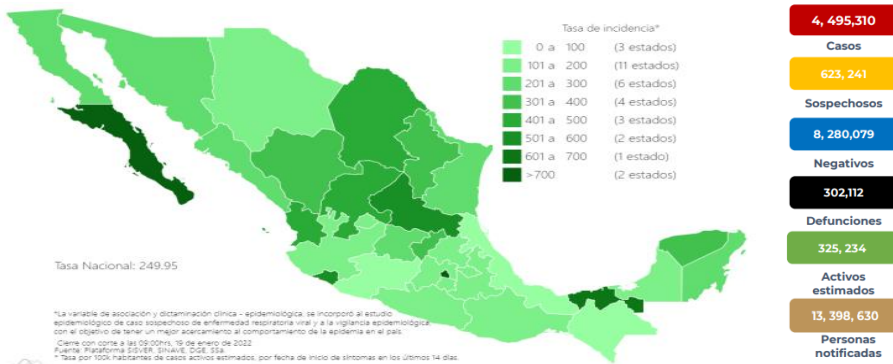 Tasa de incidencia*
0 a 100 (3 estados)
101 a 200 (11 estados)
201 a 300 (6 estados)
301 a 400 (4 estados)
401 a 500 (3 estados)
501 a 600 (2 estados)
601 a 700 (1 estado)
>700 (2 estados)
Tasa Nacional: 249.95
*La variable de asociación y dictaminación clínica – epidemiológica, se incorporó al estudio
epidemiológico de caso sospechoso de enfermedad respiratoria viral y a la vigilancia epidemiológica,
con el objetivo de tener un mejor acercamiento al comportamiento de la epidemia en el país.
Cierre con corte a las 09:00hrs, 19 de enero de 2022
Fuente: Plataforma SISVER, SINAVE, DGE, SSA.
* Tasa por 100k habitantes de casos activos estimados, por fecha de inicio de síntomas en los últimos 14 días.
4, 495,310
Casos
623, 241
Sospechosos
8, 280,079
Negativos
302,112
Defunciones
325, 234
Activos
estimados
13, 398, 630
Personas
notificadas